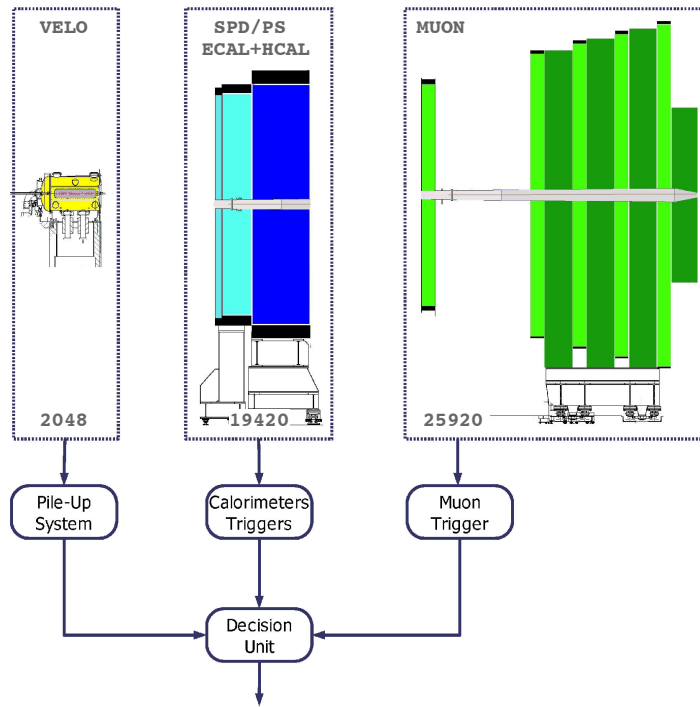 VELO
SPD/PS
ECAL+HCAL
MUON
2048
19420
25920
Pile-Up
System
Calorimeters
Triggers
Muon
Trigger
Decision
Unit